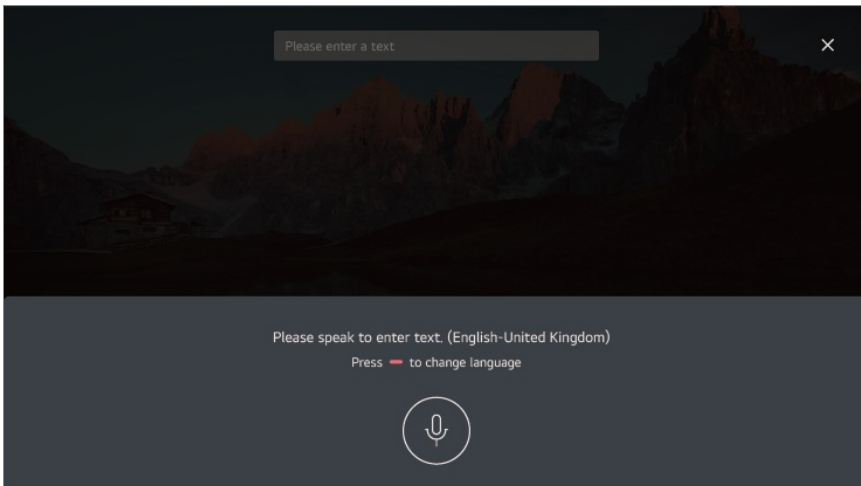 Please enter a text
Please speak to enter text. (English-United Kingdom)
Press to change language